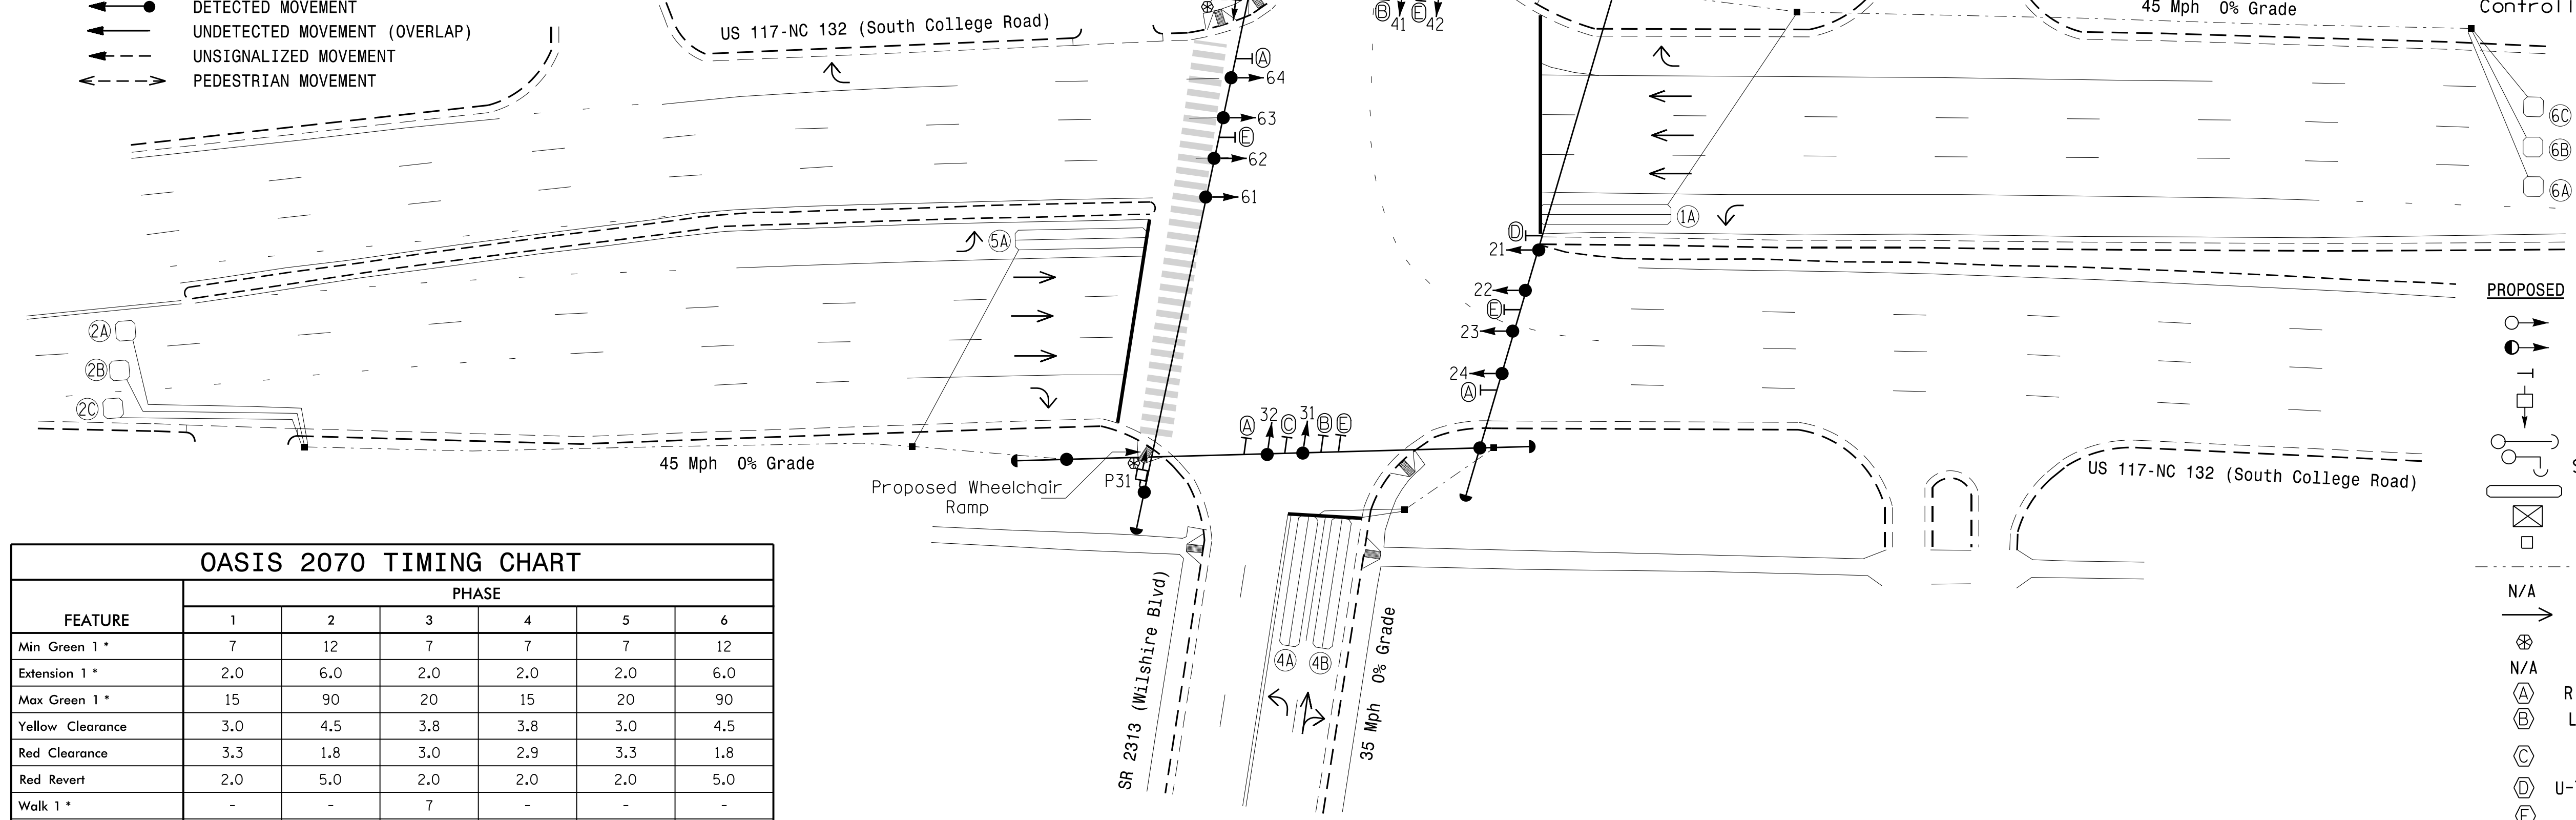 DETECTED MOVEMENT
UNDETECTED MOVEMENT (OVERLAP)
UNSIGNALIZED MOVEMENT
PEDESTRIAN MOVEMENT
US 117-NC 132 (South College Road)
B E
41 42
45 Mph 0% Grade
Controll
A
64
63
E
62
61
6C
6B
6A
1A
5A
D
21
22
E
23
24
A
2A
2B
2C
PROPOSED
A 32 C 31 B E
45 Mph 0% Grade
P31
Proposed Wheelchair
Ramp
US 117-NC 132 (South College Road)
S
SR 2313 (Wilshire Blvd)
4A 4B
35 Mph 0% Grade
N/A
N/A
A R
B L
C
D U-
E
OASIS 2070 TIMING CHART
PHASE
FEATURE 1 2 3 4 5 6
Min Green 1 * 7 12 7 7 7 12
Extension 1 * 2.0 6.0 2.0 2.0 2.0 6.0
Max Green 1 * 15 90 20 15 20 90
Yellow Clearance 3.0 4.5 3.8 3.8 3.0 4.5
Red Clearance 3.3 1.8 3.0 2.9 3.3 1.8
Red Revert 2.0 5.0 2.0 2.0 2.0 5.0
Walk 1 * - - 7 - - -